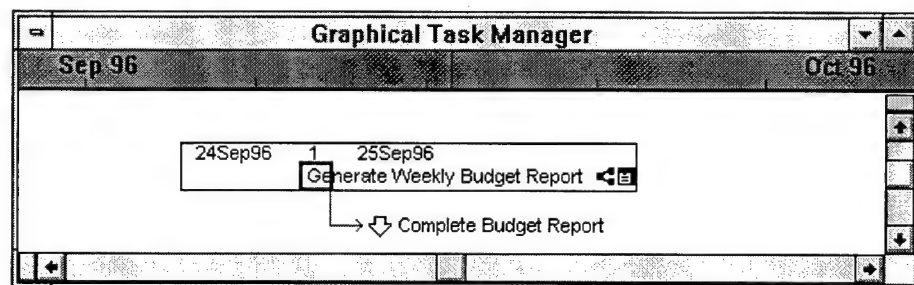 Graphical Task Manager
Sep 96 Oct 96
24Sep96 1 25Sep96
Generate Weekly Budget Report
Complete Budget Report